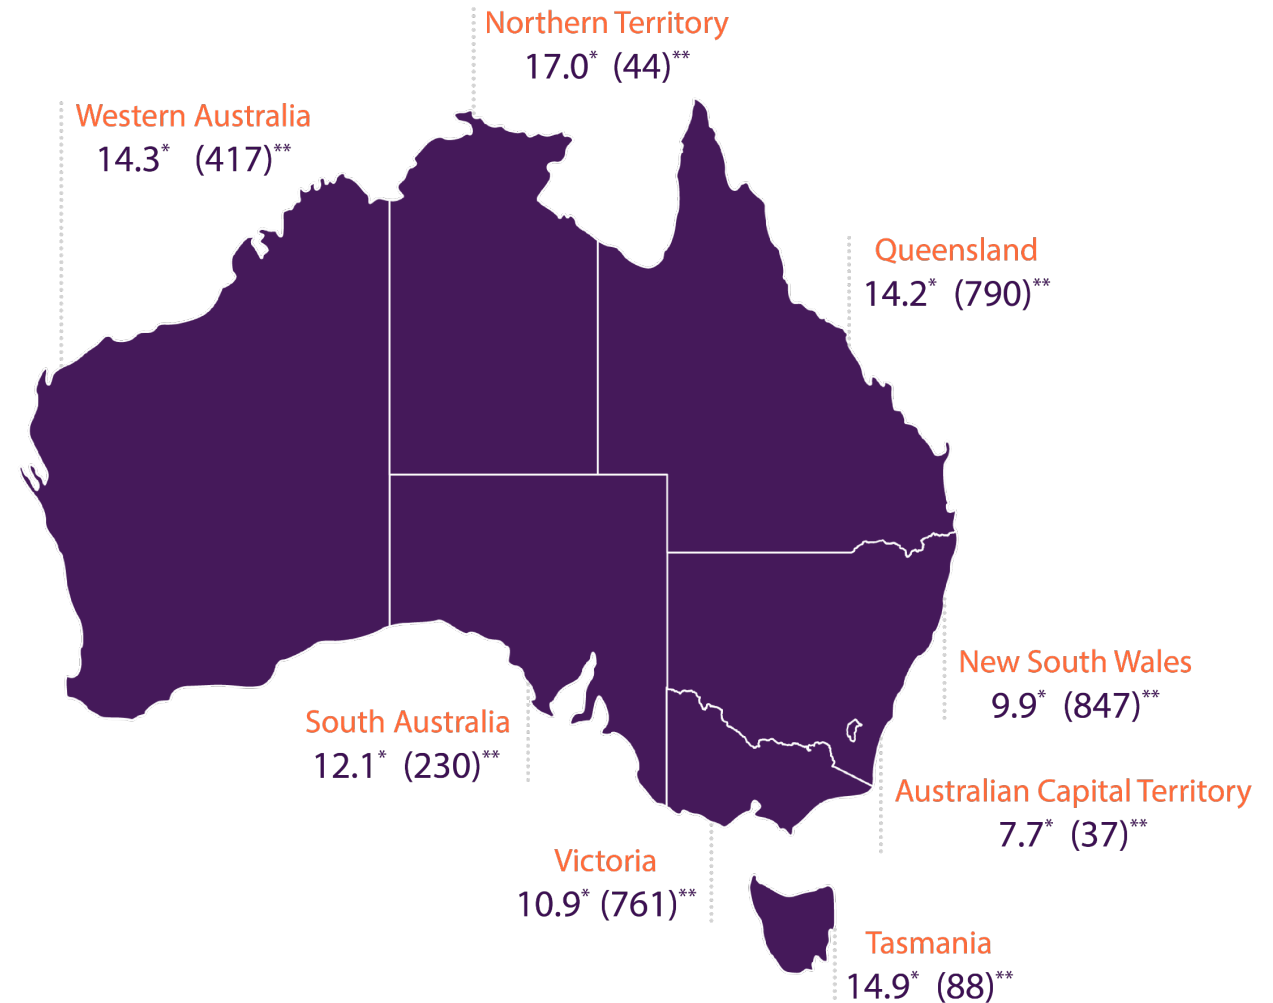 Northern Territory
17.0* (44)**
Western Australia
14.3* (417)**
Queensland
14.2* (790)**
New South Wales
9.9* (847)**
South Australia
12.1* (230)**
Australian Capital Territory
7.7* (37)**
Victoria
10.9* (761)**
Tasmania
14.9* (88)**